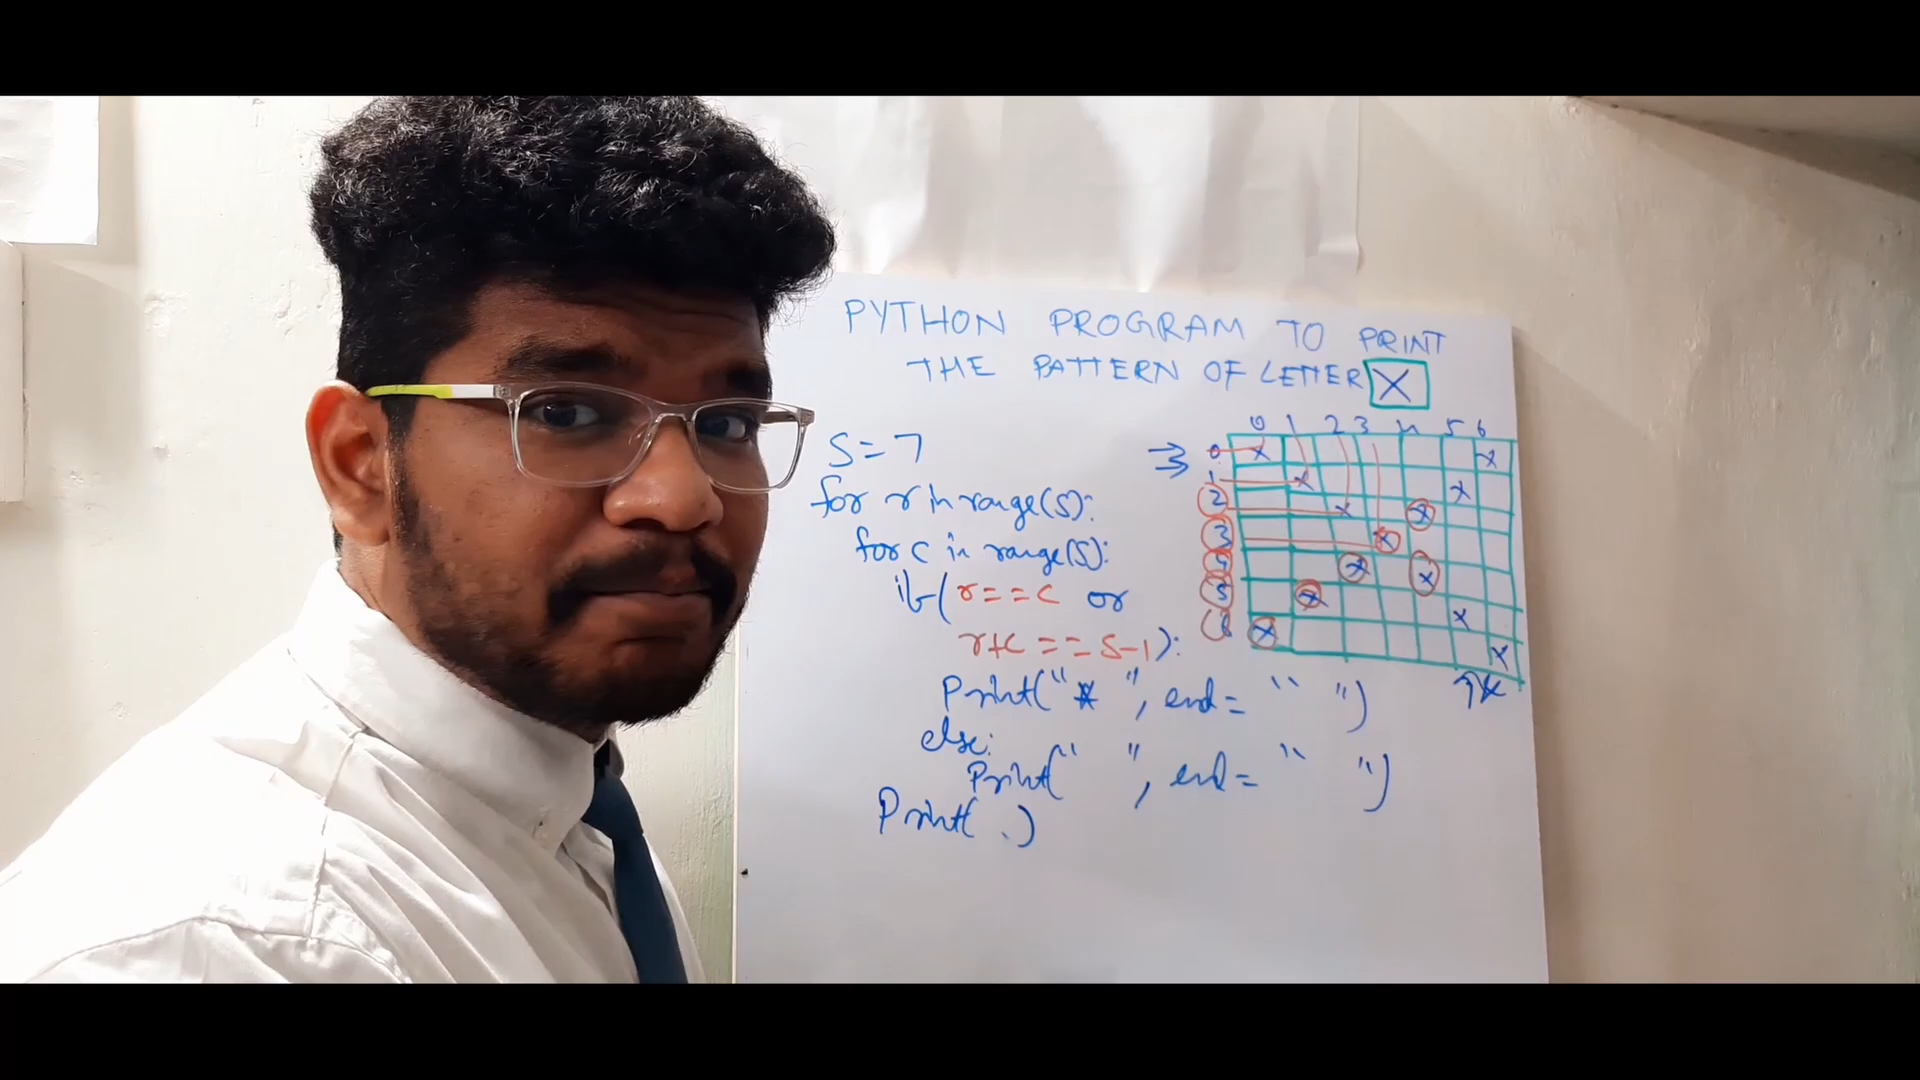 PYTHON PROGRAM TO PRINT
THE PATTERN OF LETTER X
S=7
for r in range(S):
for c in range(S):
if(r==c or
r+c==S-1):
Print("*", end=" ")
else:
Print(" ", end=" ")
Print( .)
0 1 2 3 4 5 6
0 x x
1 x x
2 x x
3 x
4 x x
5 x x
6 x x